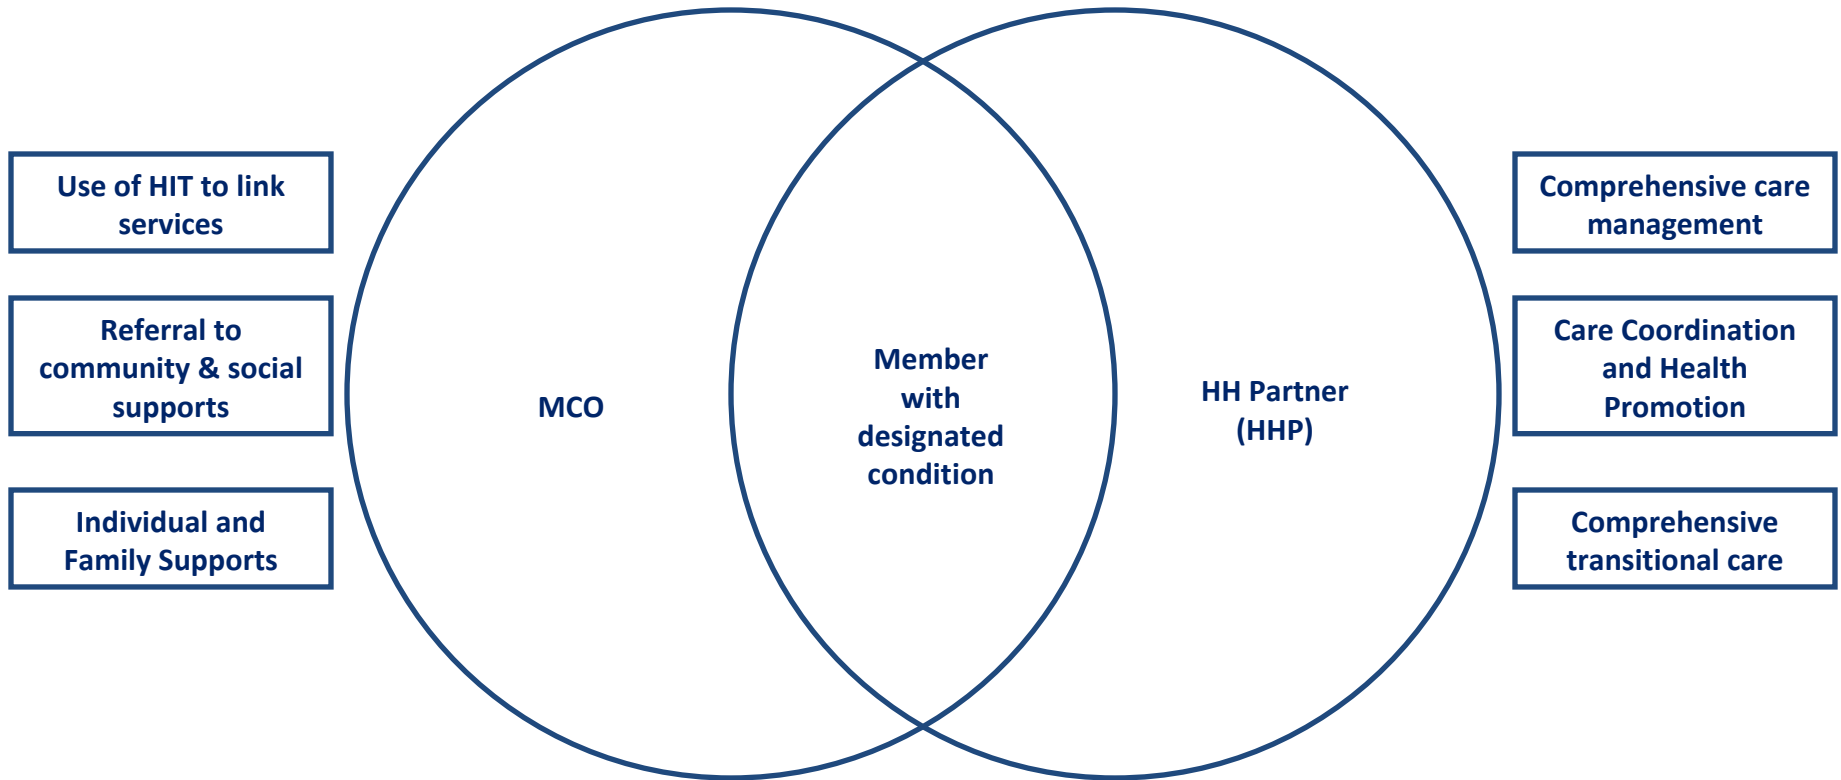 Use of HIT to link
services
Referral to
community & social
supports
Individual and
Family Supports
MCO
Member
with
designated
condition
HH Partner
(HHP)
Comprehensive care
management
Care Coordination
and Health
Promotion
Comprehensive
transitional care